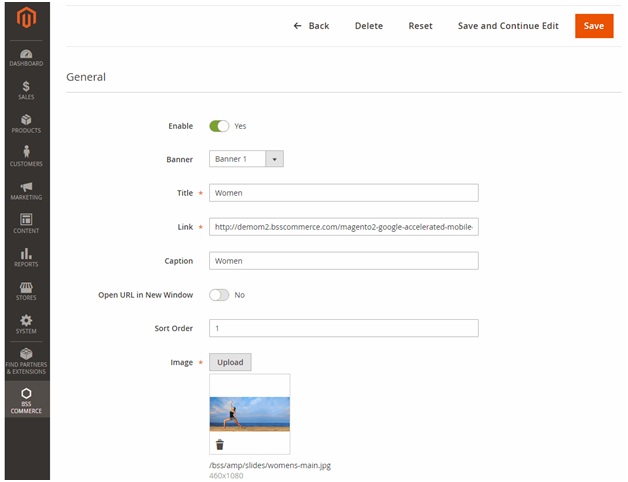 Back
Delete
Reset
Save and Continue Edit
Save
DASHBOARD
$
SALES
PRODUCTS
CUSTOMERS
MARKETING
CONTENT
REPORTS
STORES
SYSTEM
FIND PARTNERS
& EXTENSIONS
BSS
COMMERCE
General
Enable
Yes
Banner
Banner 1
Title *
Women
Link *
http://demom2.bsscommerce.com/magento2-google-accelerated-mobile-
Caption
Women
Open URL in New Window
No
Sort Order
1
Image *
Upload
/bss/amp/slides/womens-main.jpg
460x1080